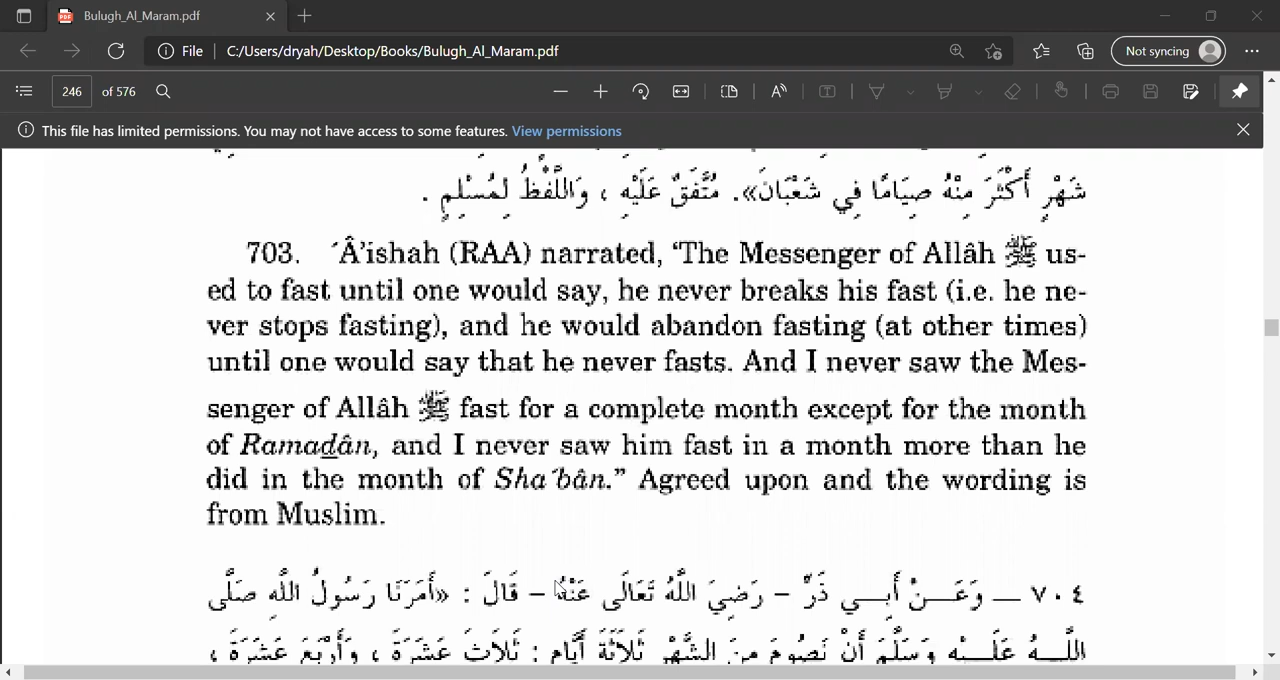 Bulugh_Al_Maram.pdf
File C:/Users/dryah/Desktop/Books/Bulugh_Al_Maram.pdf Not syncing
246 of 576
This file has limited permissions. You may not have access to some features. View permissions
شَهْرٍ أَكْثَرَ مِنْهُ صِيَامًا فِي شَعْبَانَ». مُتَّفَقٌ عَلَيْهِ ، وَاللَّفْظُ لِمُسْلِمٍ .
703. ´Â’ishah (RAA) narrated, ‘The Messenger of Allâh ﷺ us-
ed to fast until one would say, he never breaks his fast (i.e. he ne-
ver stops fasting), and he would abandon fasting (at other times)
until one would say that he never fasts. And I never saw the Mes-
senger of Allâh ﷺ fast for a complete month except for the month
of Ramadân, and I never saw him fast in a month more than he
did in the month of Sha´bân.” Agreed upon and the wording is
from Muslim.
٧٠٤ ــ وَعَـــنْ أَبِـــي ذَرٍّ – رَضِيَ اللَّهُ تَعَالَى عَنْهُ – قَالَ : «أَمَرَنَا رَسُولُ اللَّهِ صَلَّى
اللَّـــهُ عَلَـــيْهِ وَسَلَّمَ أَنْ نَصُومَ مِنَ الشَّهْرِ ثَلَاثَةَ أَيَّامٍ : ثَلَاثَ عَشْرَةَ ، وَأَرْبَعَ عَشْرَةَ ،